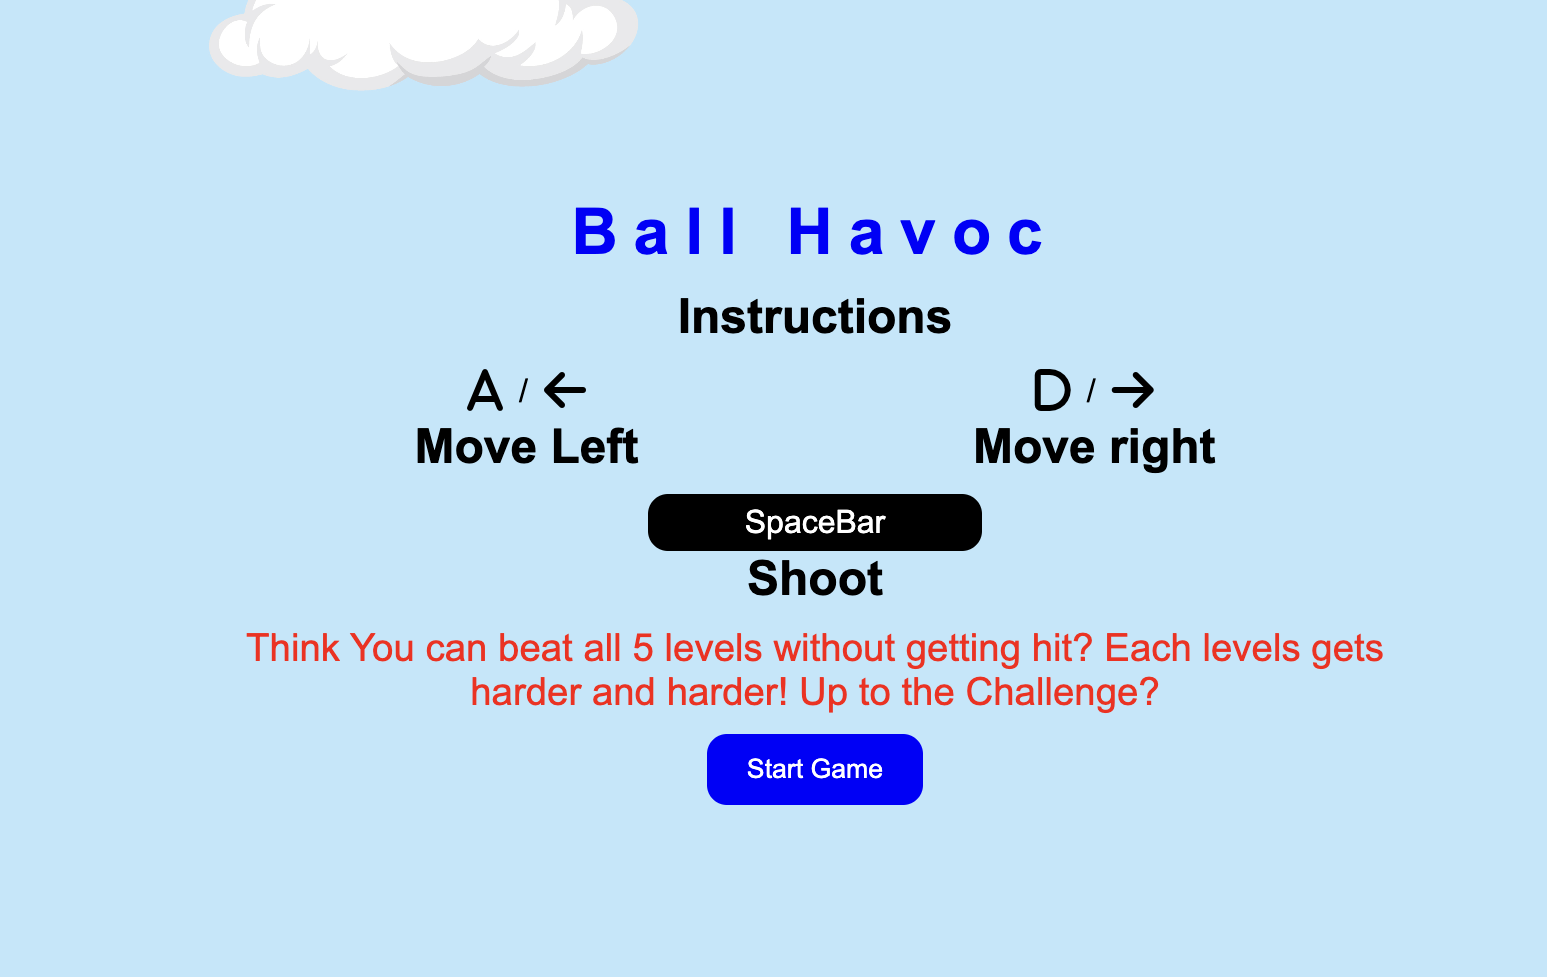 Ball Havoc
Instructions
A / ← D / →
Move Left Move right
SpaceBar
Shoot
Think You can beat all 5 levels without getting hit? Each levels gets
harder and harder! Up to the Challenge?
Start Game